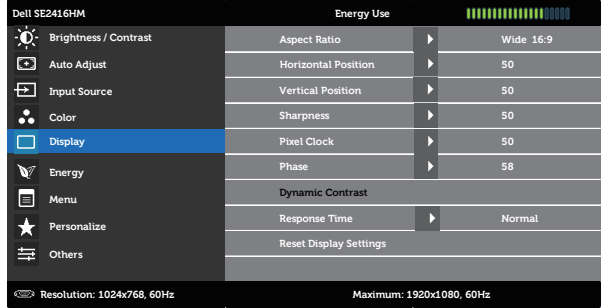 Dell SE2416HM Energy Use
Brightness / Contrast
Auto Adjust
Input Source
Color
Display
Energy
Menu
Personalize
Others
Aspect Ratio Wide 16:9
Horizontal Position 50
Vertical Position 50
Sharpness 50
Pixel Clock 50
Phase 58
Dynamic Contrast
Response Time Normal
Reset Display Settings
Resolution: 1024x768, 60Hz Maximum: 1920x1080, 60Hz